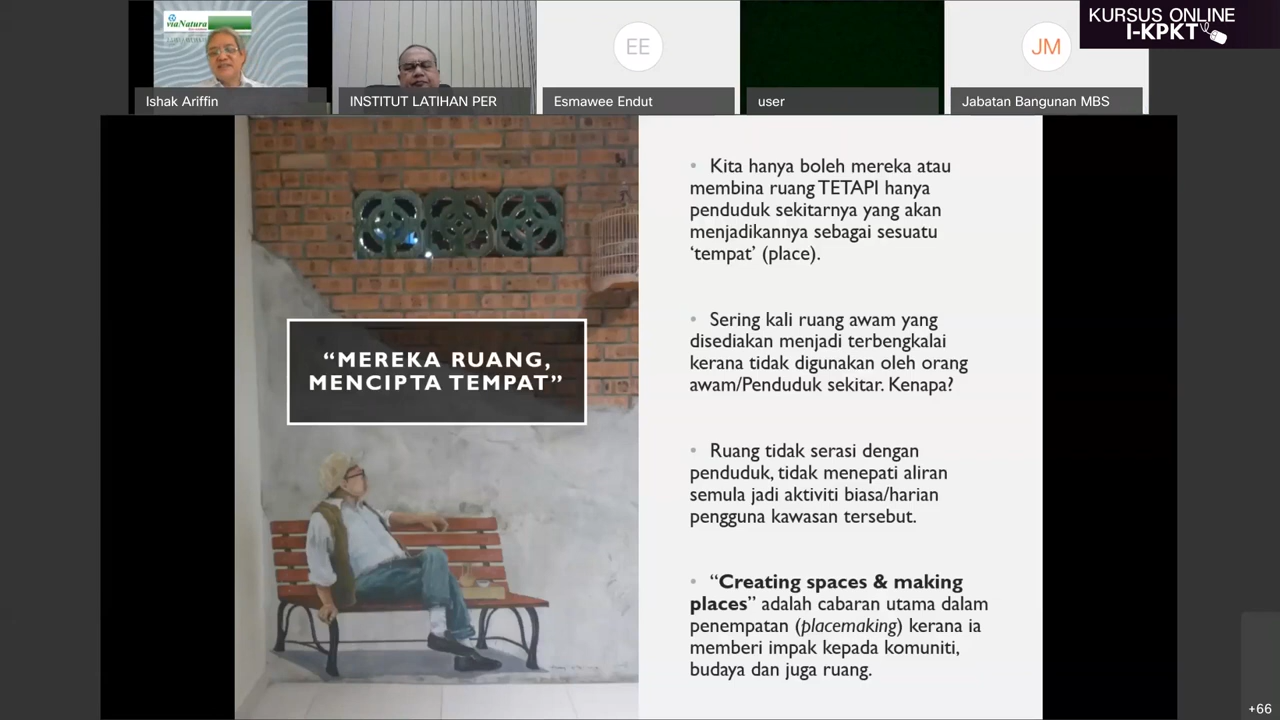 viaNatura
Ishak Ariffin
INSTITUT LATIHAN PER
EE
Esmawee Endut
user
JM
Jabatan Bangunan MBS
KURSUS ONLINE
I-KPKT
“MEREKA RUANG,
MENCIPTA TEMPAT”
• Kita hanya boleh mereka atau
membina ruang TETAPI hanya
penduduk sekitarnya yang akan
menjadikannya sebagai sesuatu
‘tempat’ (place).
• Sering kali ruang awam yang
disediakan menjadi terbengkalai
kerana tidak digunakan oleh orang
awam/Penduduk sekitar. Kenapa?
• Ruang tidak serasi dengan
penduduk, tidak menepati aliran
semula jadi aktiviti biasa/harian
pengguna kawasan tersebut.
• “Creating spaces & making
places” adalah cabaran utama dalam
penempatan (placemaking) kerana ia
memberi impak kepada komuniti,
budaya dan juga ruang.
+66